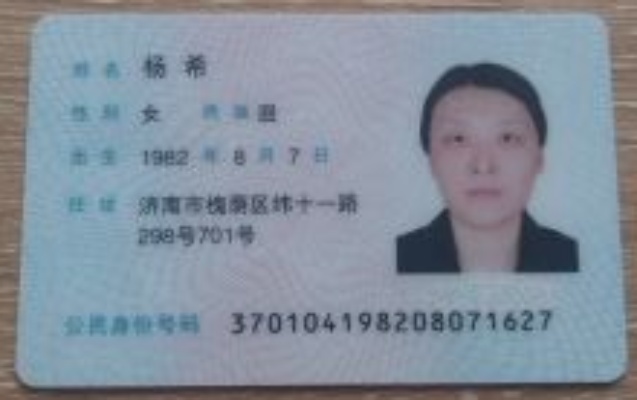 姓名 杨希
性别 女 民族 回
出生 1982 年 8 月 7 日
住址 济南市槐荫区纬十一路
298号701号
公民身份号码 370104198208071627